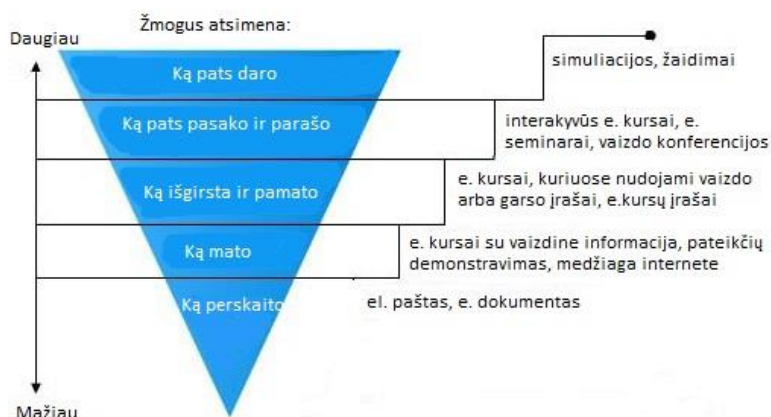 Žmogus atsimena:
Daugiau
Ką pats daro
simuliacijos, žaidimai
Ką pats pasako ir parašo
interakyvūs e. kursai, e.
seminarai, vaizdo konferencijos
Ką išgirsta ir pamato
e. kursai, kuriuose nudojami vaizdo
arba garso įrašai, e.kursų įrašai
Ką mato
e. kursai su vaizdine informacija, pateikčių
demonstravimas, medžiaga internete
Ką perskaito
el. paštas, e. dokumentas
Mažiau